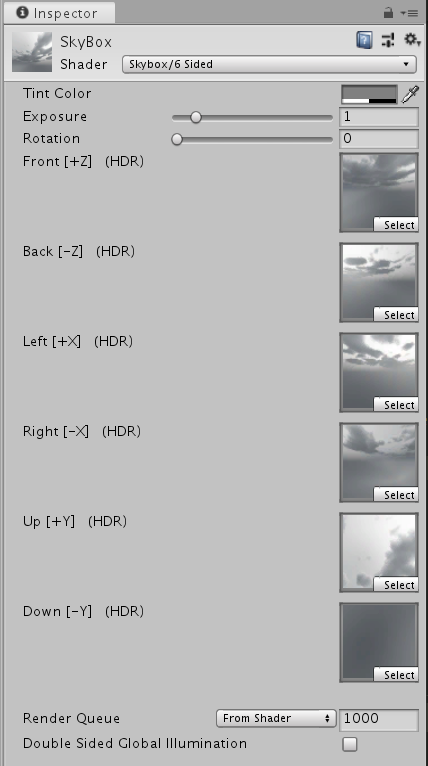 Inspector
SkyBox
Shader Skybox/6 Sided
Tint Color
Exposure 1
Rotation 0
Front [+Z] (HDR)
Select
Back [-Z] (HDR)
Select
Left [+X] (HDR)
Select
Right [-X] (HDR)
Select
Up [+Y] (HDR)
Select
Down [-Y] (HDR)
Select
Render Queue From Shader 1000
Double Sided Global Illumination